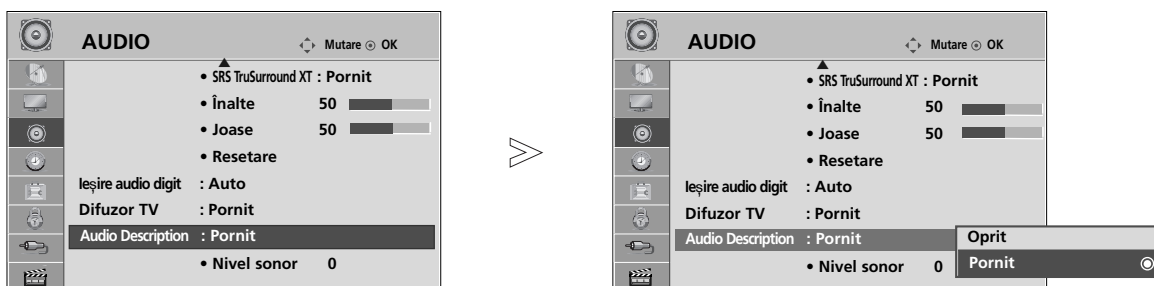 AUDIO
Mutare OK
• SRS TruSurround XT : Pornit
• Înalte 50
• Joase 50
• Resetare
Ieşire audio digit : Auto
Difuzor TV : Pornit
Audio Description : Pornit
• Nivel sonor 0
AUDIO
Mutare OK
• SRS TruSurround XT : Pornit
• Înalte 50
• Joase 50
• Resetare
Ieşire audio digit : Auto
Difuzor TV : Pornit
Audio Description : Pornit
• Nivel sonor 0
Oprit
Pornit